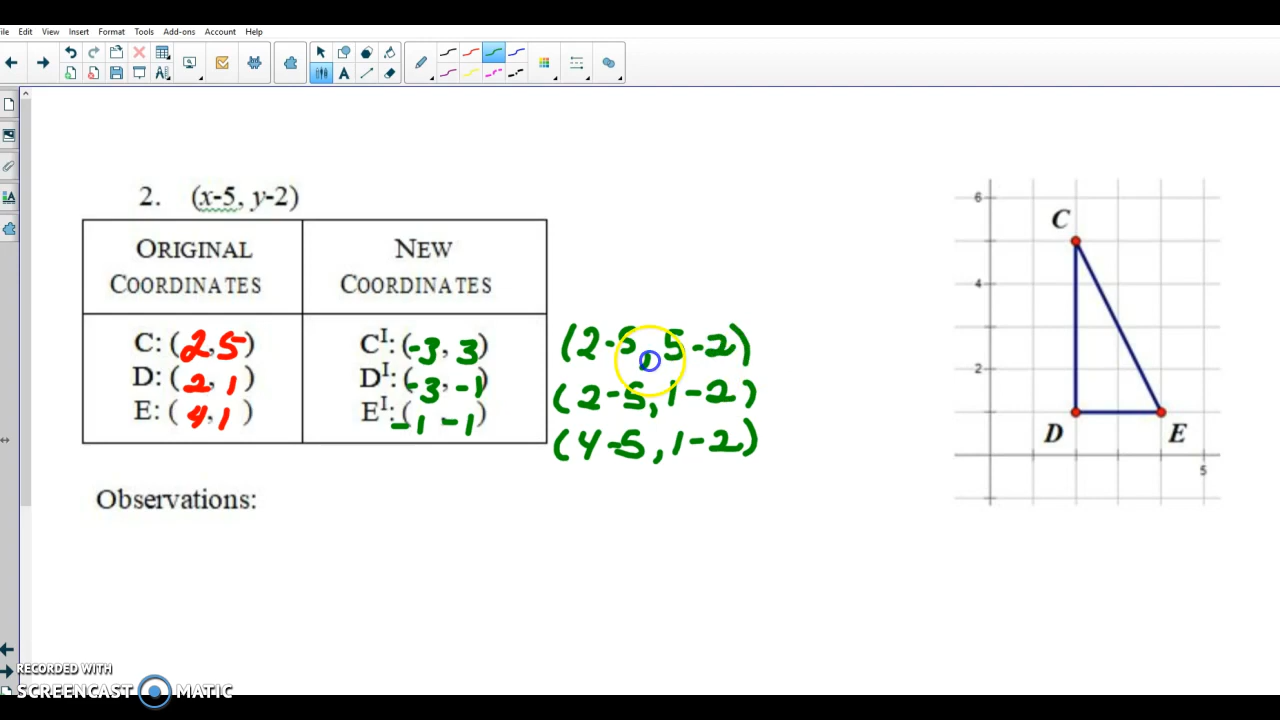 ile Edit View Insert Format Tools Add-ons Account Help
2. (x-5, y-2)
ORIGINAL COORDINATES
NEW COORDINATES
C: (2,5)
C^I: (-3, 3)
(2-5, 5-2)
D: (2, 1)
D^I: (-3, -1)
(2-5, 1-2)
E: (4, 1)
E^I: (-1 -1)
(4-5, 1-2)
Observations:
6
C
4
2
D
E
5
RECORDED WITH
SCREENCAST MATIC